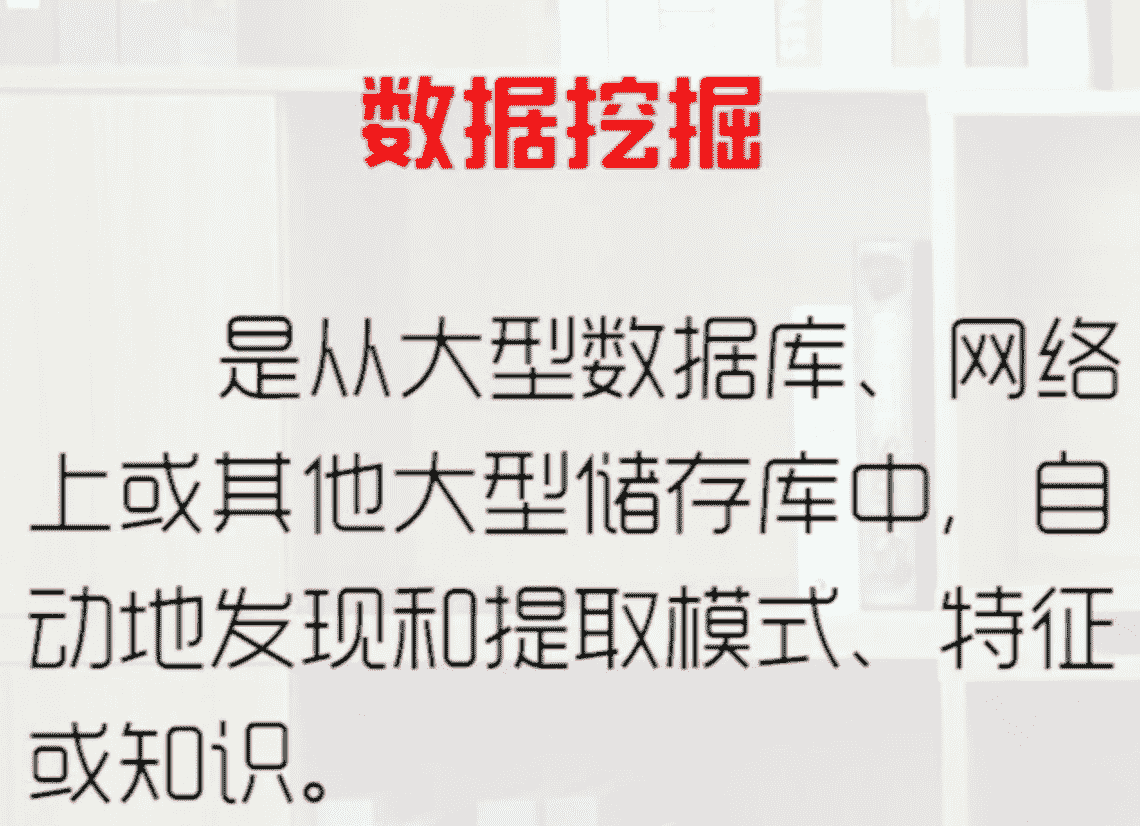 数据挖掘
是从大型数据库、网络
上或其他大型储存库中,自
动地发现和提取模式、特征
或知识。